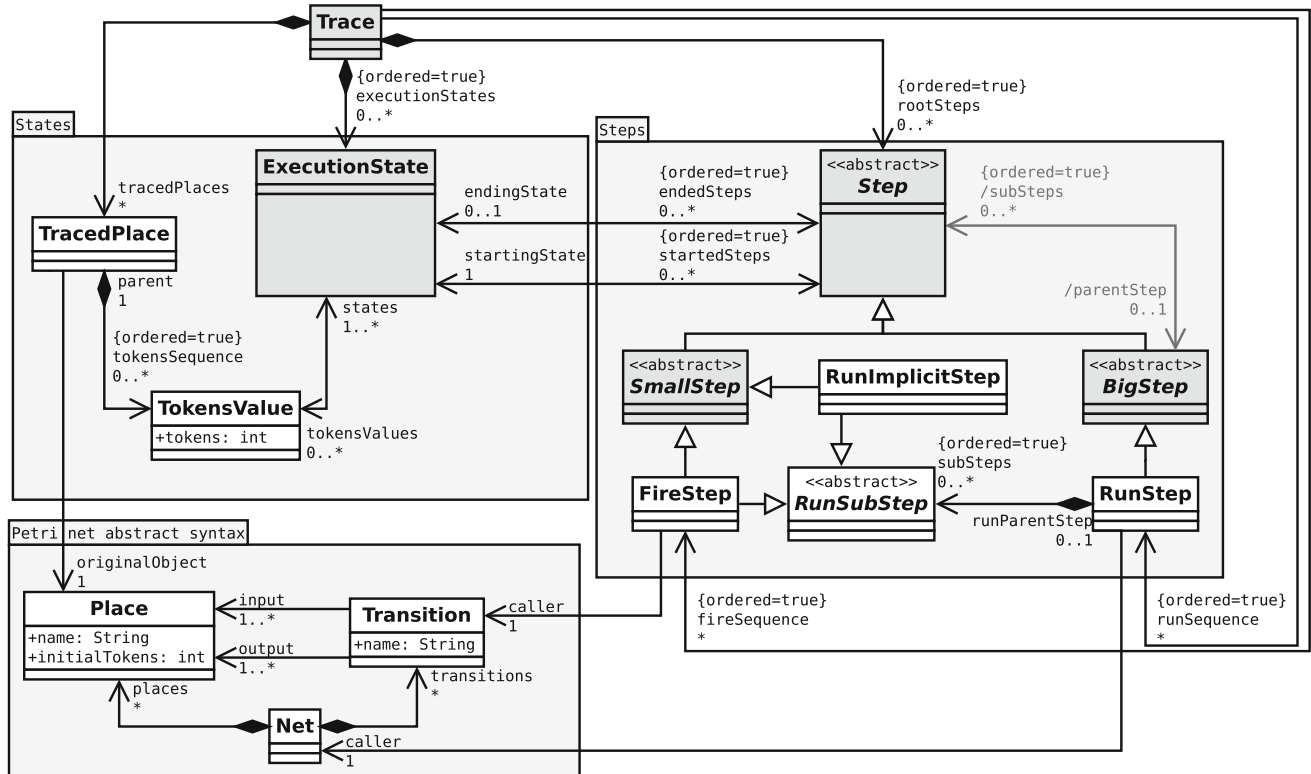 Trace
{ordered=true}
executionStates
0..*
{ordered=true}
rootSteps
0..*
States
ExecutionState
tracedPlaces
*
TracedPlace
parent
1
{ordered=true}
tokensSequence
0..*
TokensValue
+tokens: int
states
1..*
tokensValues
0..*
endingState
0..1
{ordered=true}
endedSteps
0..*
startingState
1
{ordered=true}
startedSteps
0..*
Steps
<<abstract>>
Step
{ordered=true}
/subSteps
0..*
/parentStep
0..1
<<abstract>>
SmallStep
RunImplicitStep
<<abstract>>
BigStep
FireStep
<<abstract>>
RunSubStep
{ordered=true}
subSteps
0..*
runParentStep
0..1
RunStep
Petri net abstract syntax
originalObject
1
Place
+name: String
+initialTokens: int
input
1..*
output
1..*
Transition
+name: String
caller
1
{ordered=true}
fireSequence
*
{ordered=true}
runSequence
*
places
*
transitions
*
Net
caller
1